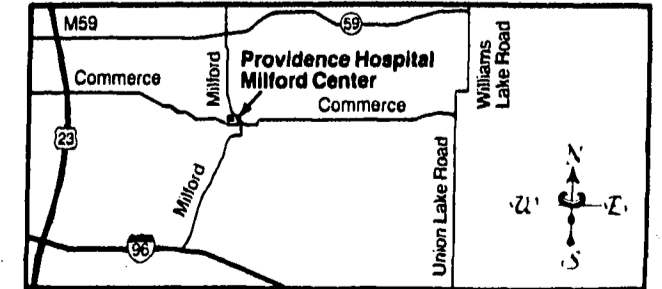 M59
59
Milford
Providence Hospital
Milford Center
Williams
Lake Road
Commerce
Commerce
23
Milford
Union Lake Road
N
W
E
S
96